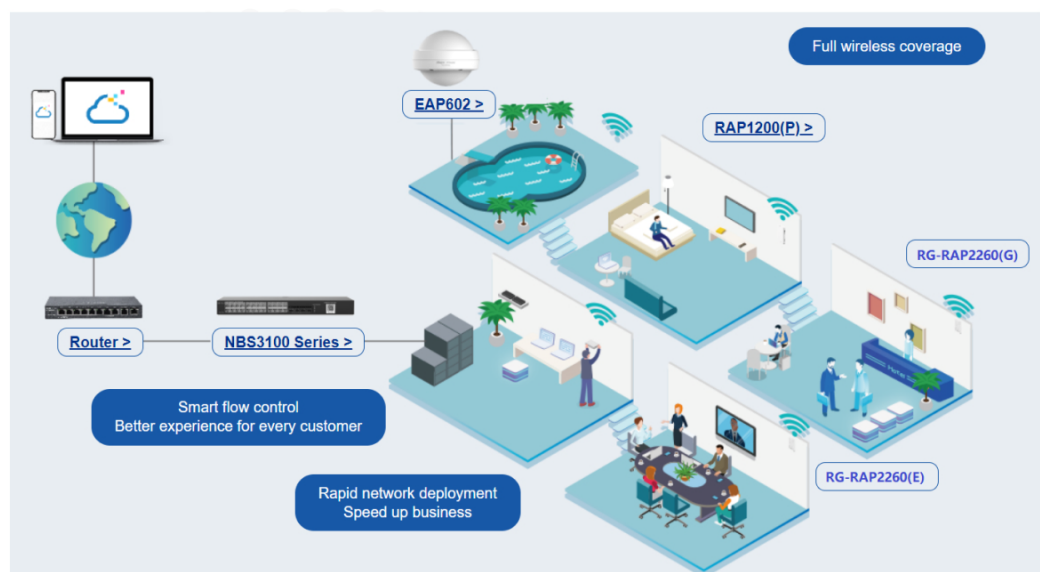 Full wireless coverage
EAP602 >
RAP1200(P) >
RG-RAP2260(G)
Router >
NBS3100 Series >
Smart flow control
Better experience for every customer
RG-RAP2260(E)
Rapid network deployment
Speed up business